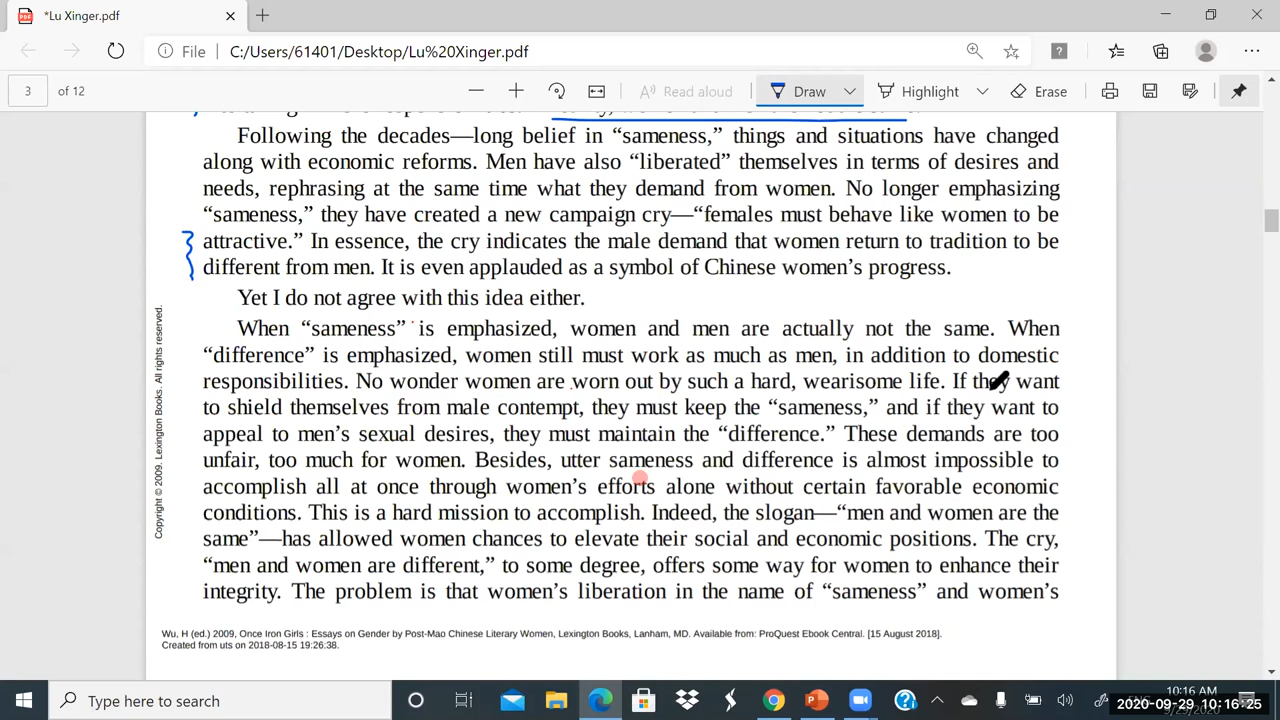 *Lu Xinger.pdf
File C:/Users/61401/Desktop/Lu%20Xinger.pdf
3 of 12 Read aloud Draw Highlight Erase
Following the decades—long belief in “sameness,” things and situations have changed
along with economic reforms. Men have also “liberated” themselves in terms of desires and
needs, rephrasing at the same time what they demand from women. No longer emphasizing
“sameness,” they have created a new campaign cry—“females must behave like women to be
attractive.” In essence, the cry indicates the male demand that women return to tradition to be
different from men. It is even applauded as a symbol of Chinese women’s progress.
Yet I do not agree with this idea either.
When “sameness” is emphasized, women and men are actually not the same. When
“difference” is emphasized, women still must work as much as men, in addition to domestic
responsibilities. No wonder women are worn out by such a hard, wearisome life. If they want
to shield themselves from male contempt, they must keep the “sameness,” and if they want to
appeal to men’s sexual desires, they must maintain the “difference.” These demands are too
unfair, too much for women. Besides, utter sameness and difference is almost impossible to
accomplish all at once through women’s efforts alone without certain favorable economic
conditions. This is a hard mission to accomplish. Indeed, the slogan—“men and women are the
same”—has allowed women chances to elevate their social and economic positions. The cry,
“men and women are different,” to some degree, offers some way for women to enhance their
integrity. The problem is that women’s liberation in the name of “sameness” and women’s
Copyright © 2009. Lexington Books. All rights reserved.
Wu, H (ed.) 2009, Once Iron Girls : Essays on Gender by Post-Mao Chinese Literary Women, Lexington Books, Lanham, MD. Available from: ProQuest Ebook Central. [15 August 2018].
Created from uts on 2018-08-15 19:26:38.
Type here to search
10:16 AM
2020-09-29 10:16:25